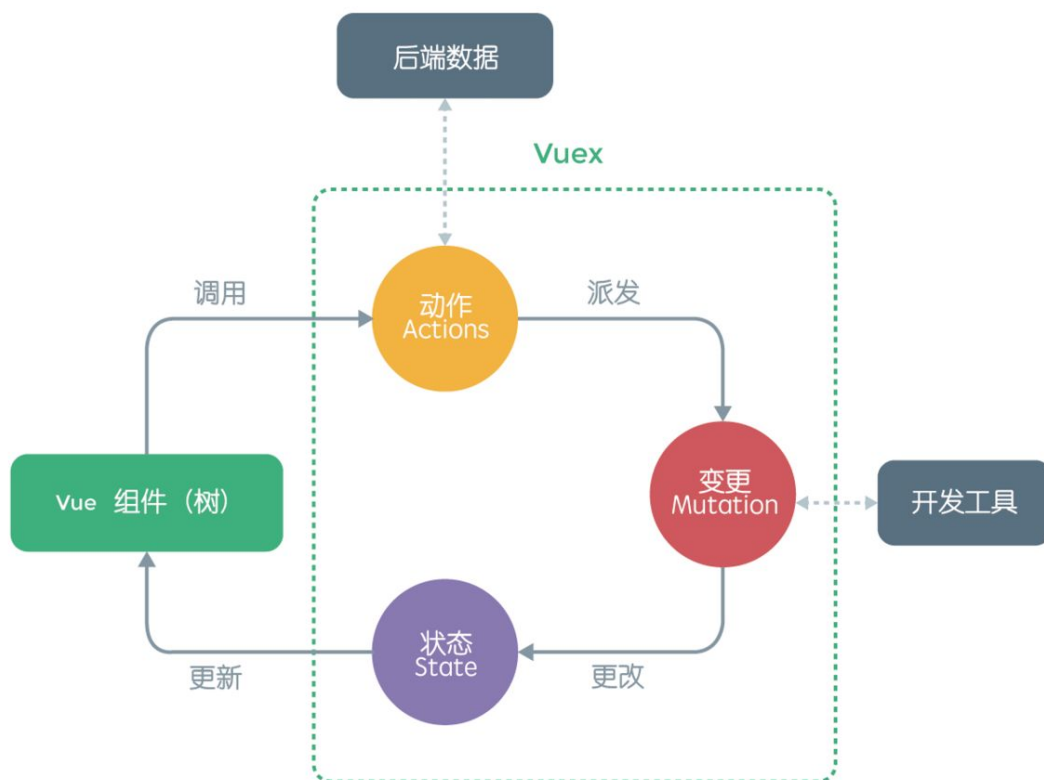 后端数据
Vuex
调用
动作
Actions
派发
Vue 组件（树）
变更
Mutation
开发工具
状态
State
更新
更改